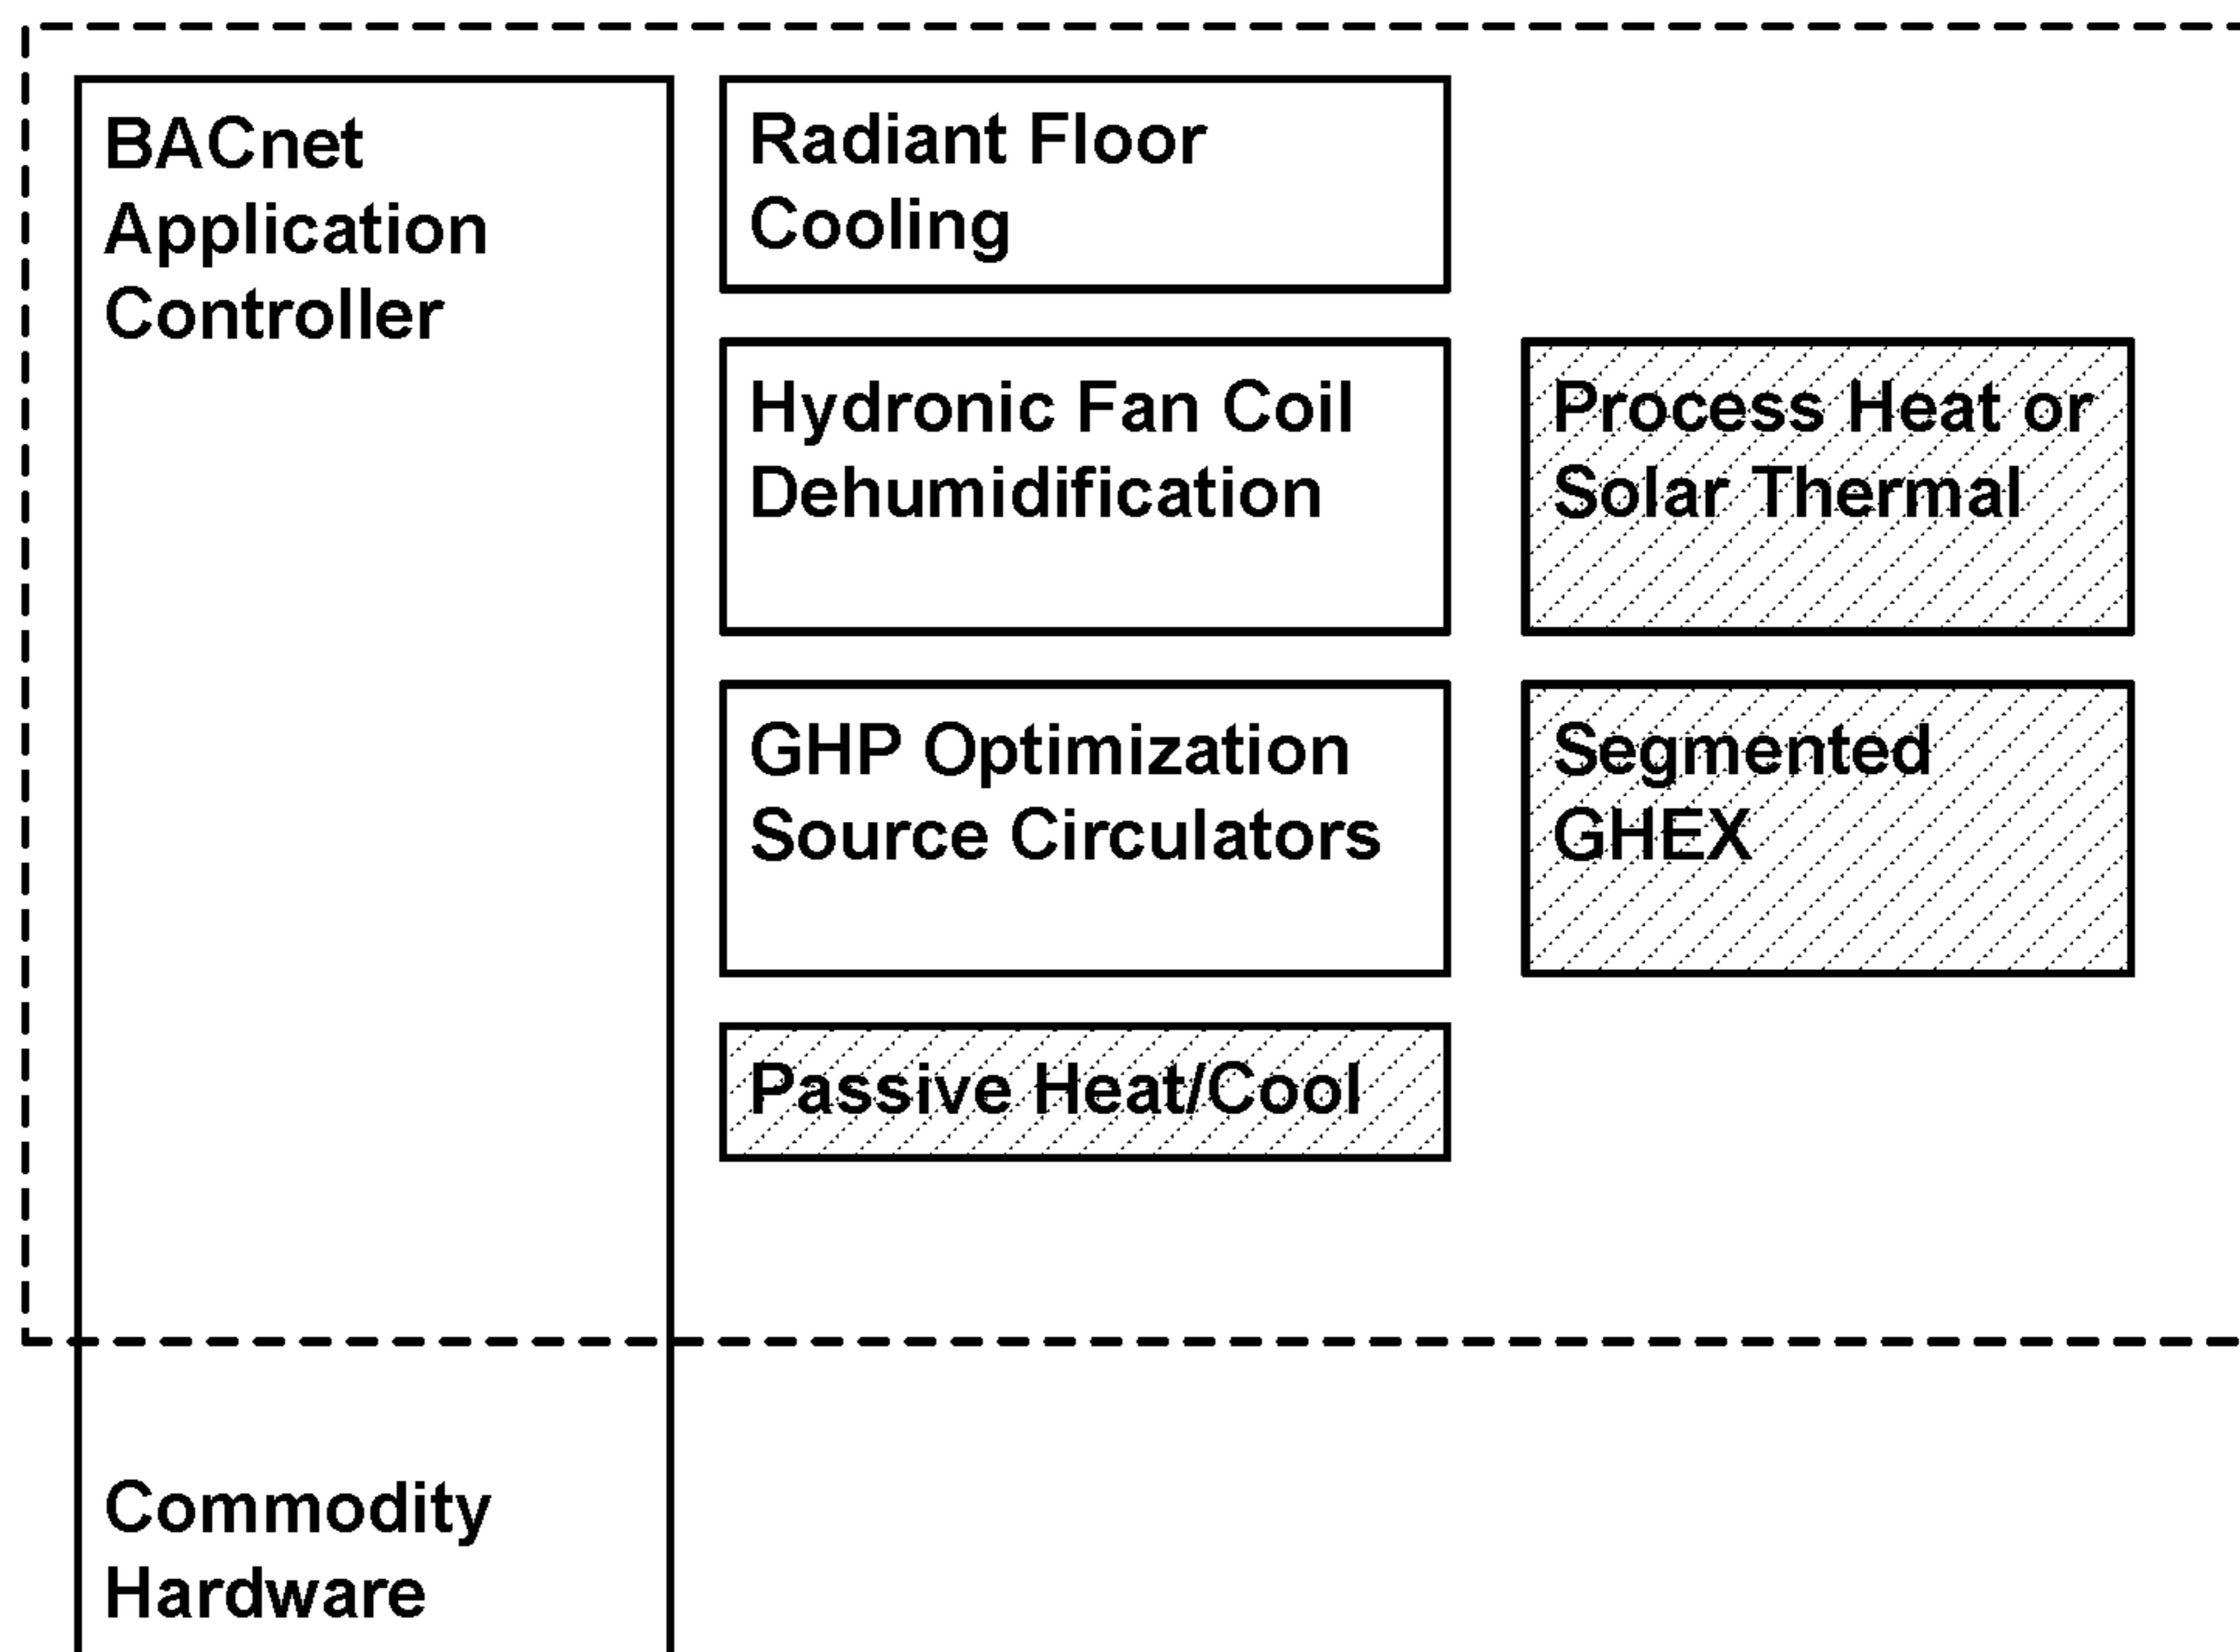 BACnet
Application
Controller
Radiant Floor
Cooling
Hydronic Fan Coil
Dehumidification
Process Heat or
Solar Thermal
GHP Optimization
Source Circulators
Segmented
GHEX
Passive Heat/Cool
Commodity
Hardware